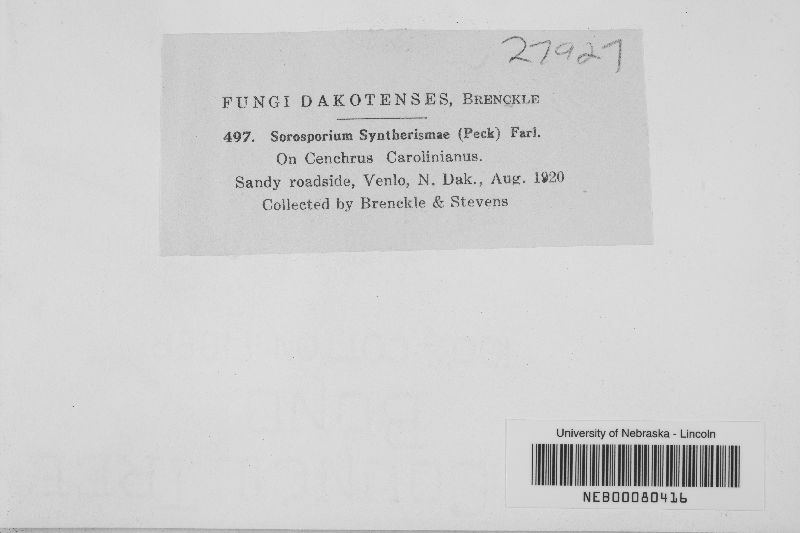 27927
FUNGI DAKOTENSES, BRENCKLE
497. Sorosporium Syntherismae (Peck) Farl.
On Cenchrus Carolinianus.
Sandy roadside, Venlo, N. Dak., Aug. 1920
Collected by Brenckle & Stevens
University of Nebraska - Lincoln
NEB00080416